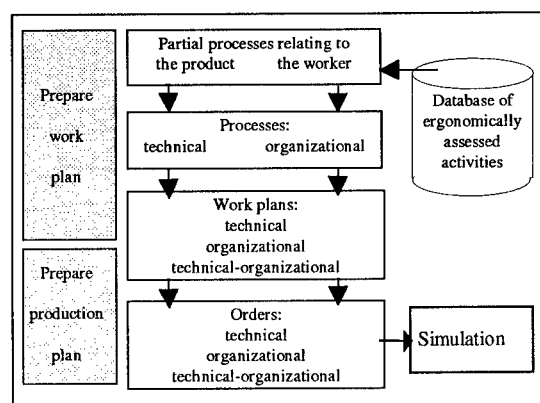 Partial processes relating to
the product the worker
Prepare
work
plan
Database of
ergonomically
assessed
activities
Processes:
technical organizational
Work plans:
technical
organizational
technical-organizational
Prepare
production
plan
Orders:
technical
organizational
technical-organizational
Simulation